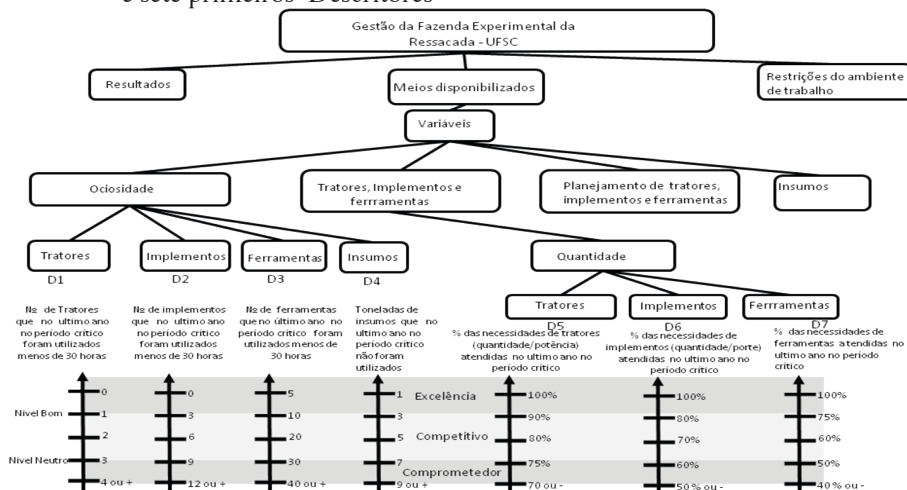 e sete primeiros Descritores
Gestão da Fazenda Experimental da
Ressacada - UFSC
Resultados
Meios disponibilizados
Restrições do ambiente
de trabalho
Variáveis
Ociosidade
Tratores, Implementos e
ferrramentas
Planejamento de tratores,
implementos e ferramentas
Insumos
Tratores
Implementos
Ferramentas
Insumos
Quantidade
D1
D2
D3
D4
Tratores
Implementos
Ferrramentas
D5
D6
D7
№ de Tratores
que no ultimo ano
no período crítico
foram utilizados
menos de 30 horas
№ de implementos
que no ultimo ano
no período crítico
foram utilizados
menos de 30 horas
№ de ferramentas
que no último ano no
período crítico foram
utilizados menos de
30 horas
Toneladas de
insumos que no
ultimo ano no
período crítico
não foram
utilizados
% das necessidades de tratores
(quantidade/potência)
atendidas no ultimo ano no
período crítico
% das necessidades de
implementos (quantidade/porte)
atendidas no ultimo ano no
período crítico
% das necessidades de
ferramentas atendidas no
ultimo ano no período
crítico
0
0
5
1
Excelência
100%
100%
100%
Nivel Bom
1
3
10
3
90%
80%
75%
2
6
20
5
Competitivo
80%
70%
60%
Nivel Neutro
3
9
30
7
Comprometedor
75%
60%
50%
4 ou +
12 ou +
40 ou +
9 ou +
70 ou -
50% ou -
40% ou -